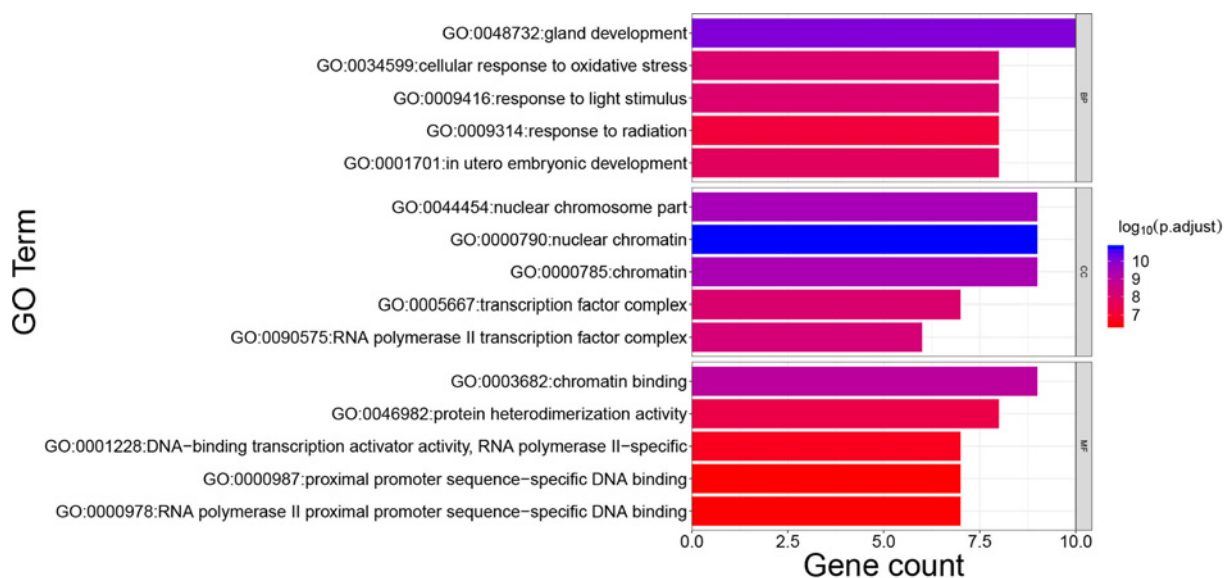 GO Term
GO:0048732:gland development
GO:0034599:cellular response to oxidative stress
GO:0009416:response to light stimulus
GO:0009314:response to radiation
GO:0001701:in utero embryonic development
BP
GO:0044454:nuclear chromosome part
GO:0000790:nuclear chromatin
GO:0000785:chromatin
GO:0005667:transcription factor complex
GO:0090575:RNA polymerase II transcription factor complex
CC
GO:0003682:chromatin binding
GO:0046982:protein heterodimerization activity
GO:0001228:DNA−binding transcription activator activity, RNA polymerase II−specific
GO:0000987:proximal promoter sequence−specific DNA binding
GO:0000978:RNA polymerase II proximal promoter sequence−specific DNA binding
MF
0.0 2.5 5.0 7.5 10.0
Gene count
log₁₀(p.adjust)
10
9
8
7